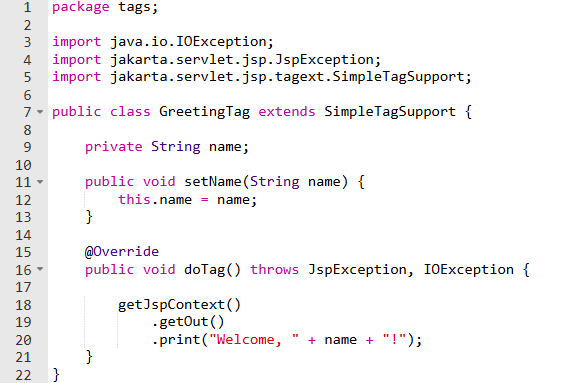 1 package tags;
2
3 import java.io.IOException;
4 import jakarta.servlet.jsp.JspException;
5 import jakarta.servlet.jsp.tagext.SimpleTagSupport;
6
7 public class GreetingTag extends SimpleTagSupport {
8
9     private String name;
10
11     public void setName(String name) {
12         this.name = name;
13     }
14
15     @Override
16     public void doTag() throws JspException, IOException {
17
18         getJspContext()
19             .getOut()
20             .print("Welcome, " + name + "!");
21     }
22 }